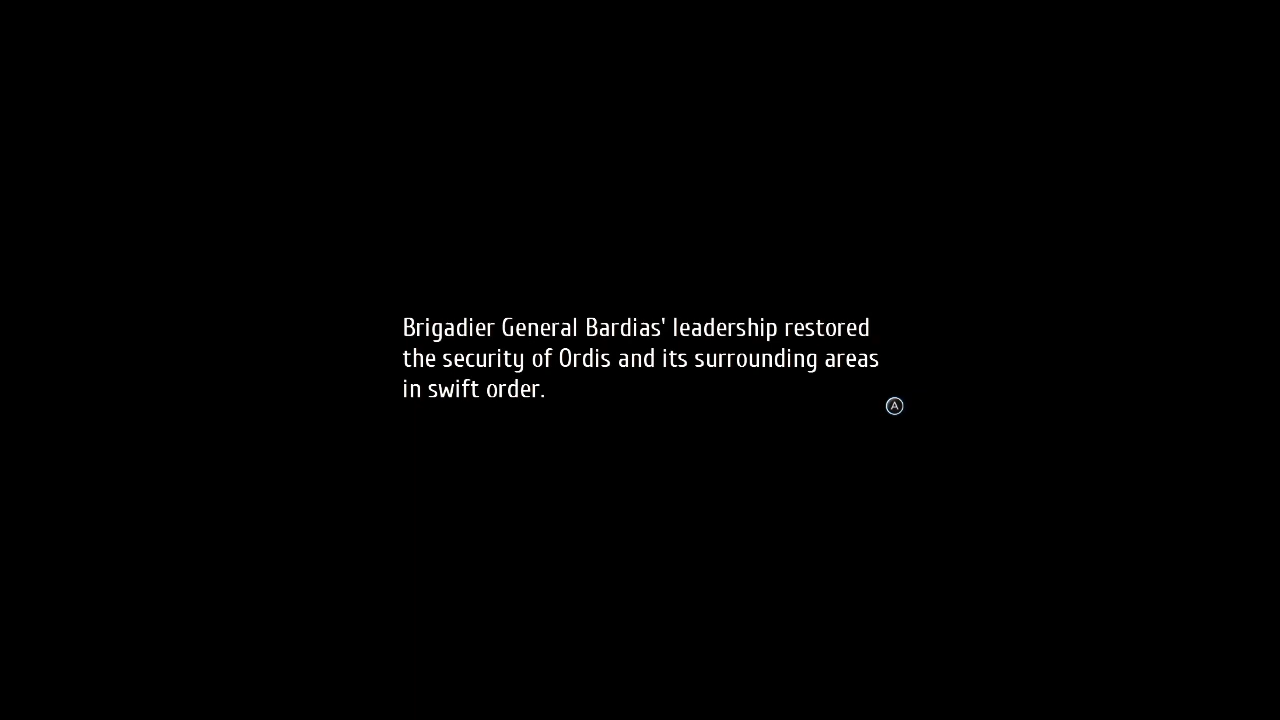 Brigadier General Bardias' leadership restored
the security of Ordis and its surrounding areas
in swift order.
A